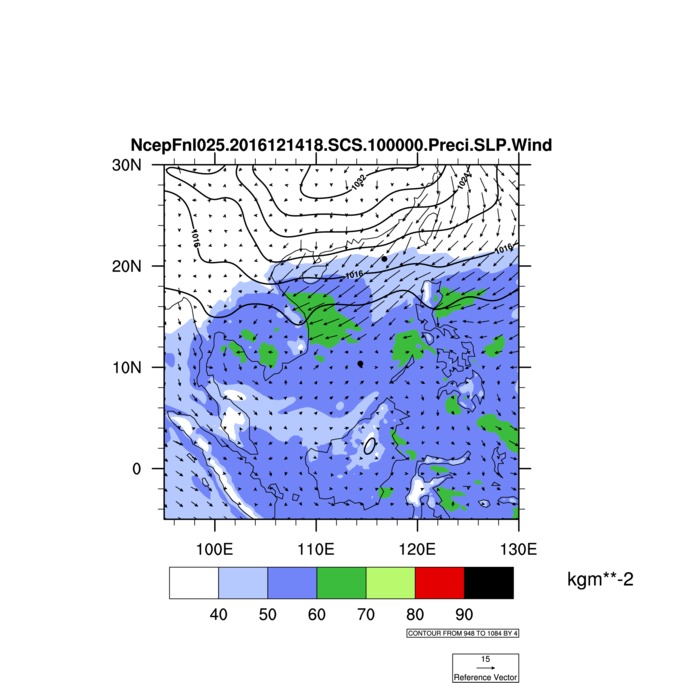 NcepFnl025.2016121418.SCS.100000.Preci.SLP.Wind
30N
1032
1024
1016
1016
20N
1016
10N
0
100E 110E 120E 130E
kgm**-2
40 50 60 70 80 90
CONTOUR FROM 948 TO 1084 BY 4
15
Reference Vector